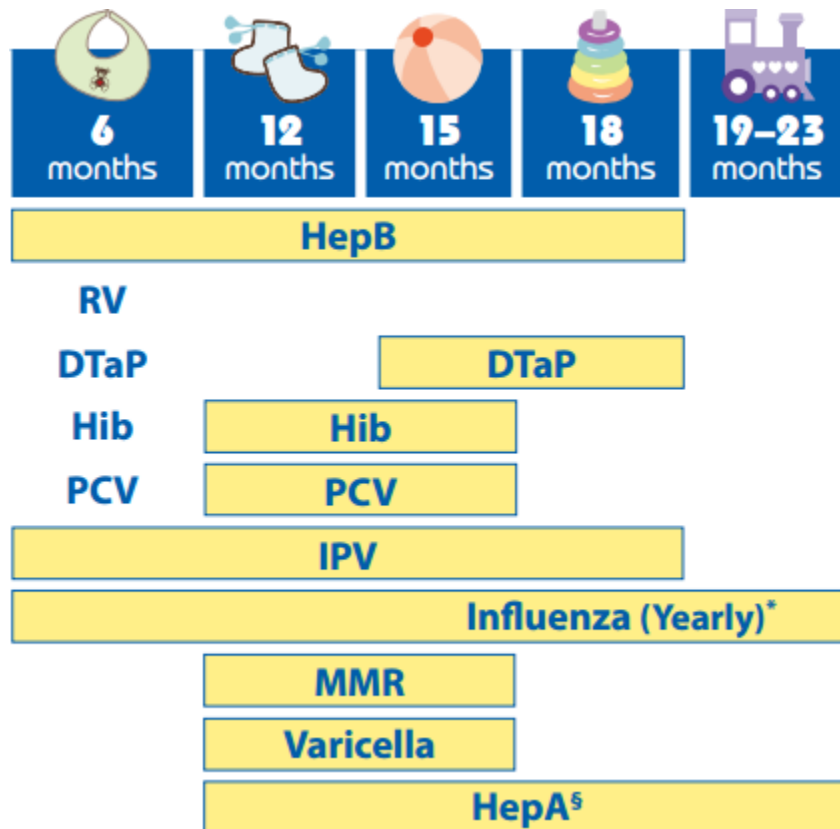 6 12 15 18 19–23
months months months months months
HepB
RV
DTaP DTaP
Hib Hib
PCV PCV
IPV
Influenza (Yearly)*
MMR
Varicella
HepA§